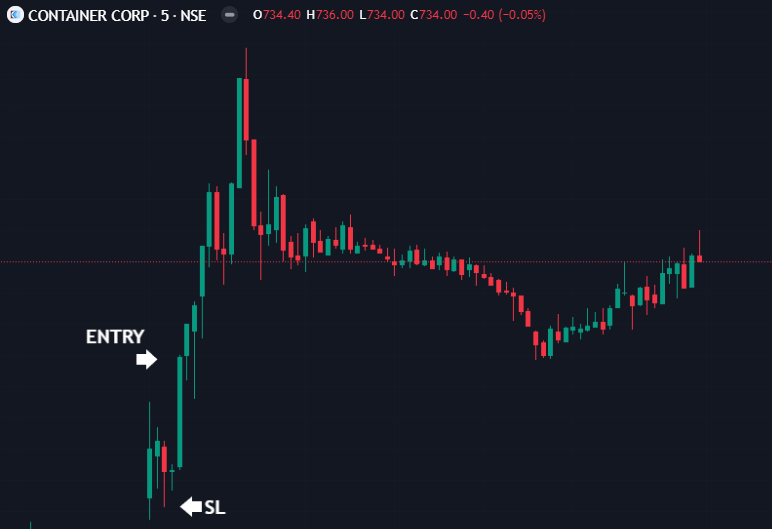 CONTAINER CORP · 5 · NSE O734.40 H736.00 L734.00 C734.00 −0.40 (−0.05%)
ENTRY
SL